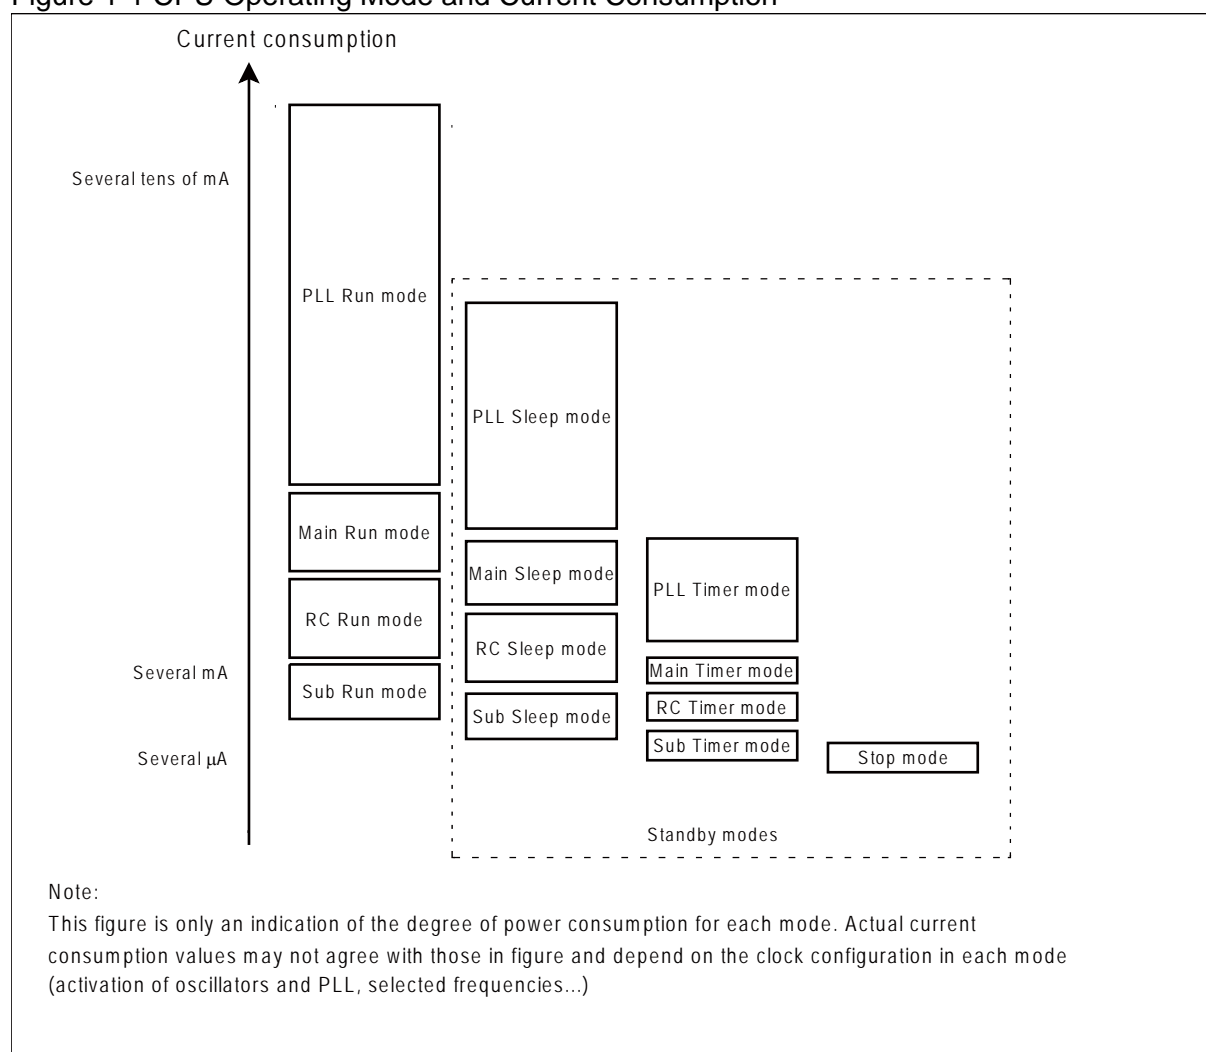 Figure 1-1 CPU Operating Mode and Current Consumption
Current consumption
Several tens of mA
PLL Run mode
PLL Sleep mode
Main Run mode
Main Sleep mode
PLL Timer mode
RC Run mode
RC Sleep mode
Several mA
Main Timer mode
Sub Run mode
RC Timer mode
Sub Sleep mode
Sub Timer mode
Several µA
Stop mode
Standby modes
Note:
This figure is only an indication of the degree of power consumption for each mode. Actual current
consumption values may not agree with those in figure and depend on the clock configuration in each mode
(activation of oscillators and PLL, selected frequencies...)